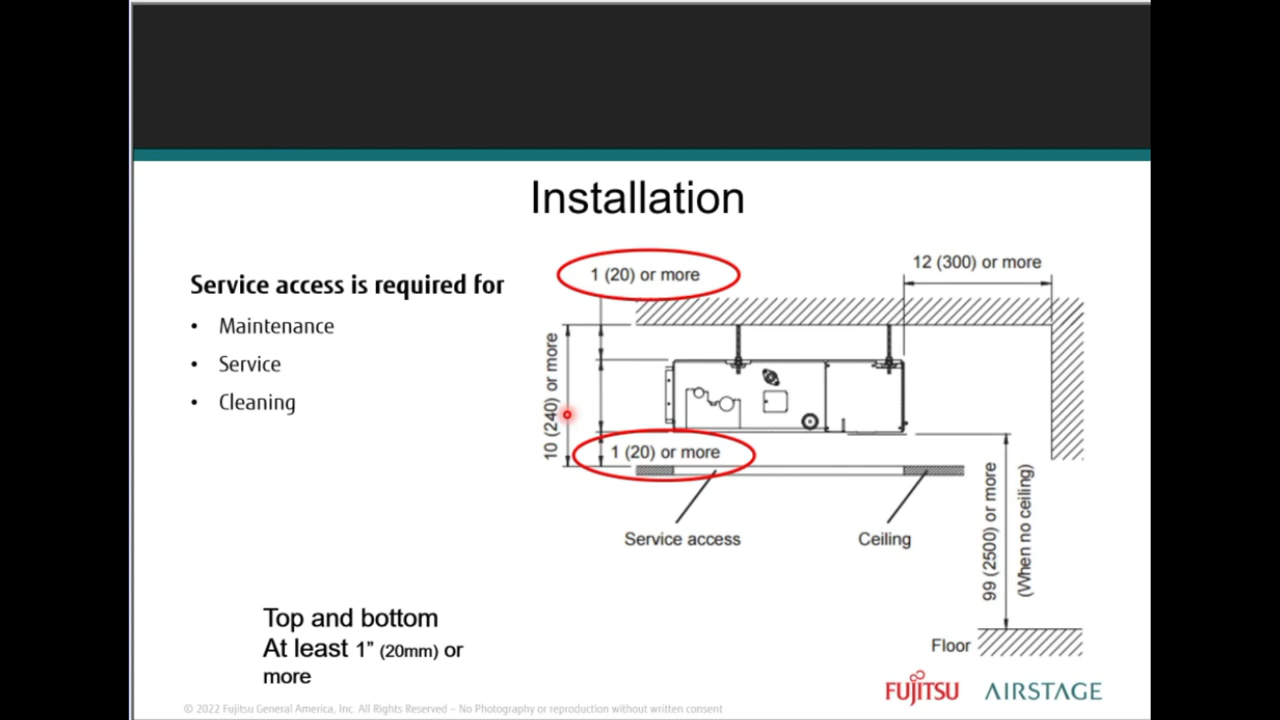 Installation
Service access is required for
• Maintenance
• Service
• Cleaning
1 (20) or more
12 (300) or more
10 (240) or more
1 (20) or more
Service access
Ceiling
99 (2500) or more
(When no ceiling)
Floor
Top and bottom
At least 1” (20mm) or
more
FUJITSU AIRSTAGE
© 2022 Fujitsu General America, Inc. All Rights Reserved – No Photography or reproduction without written consent